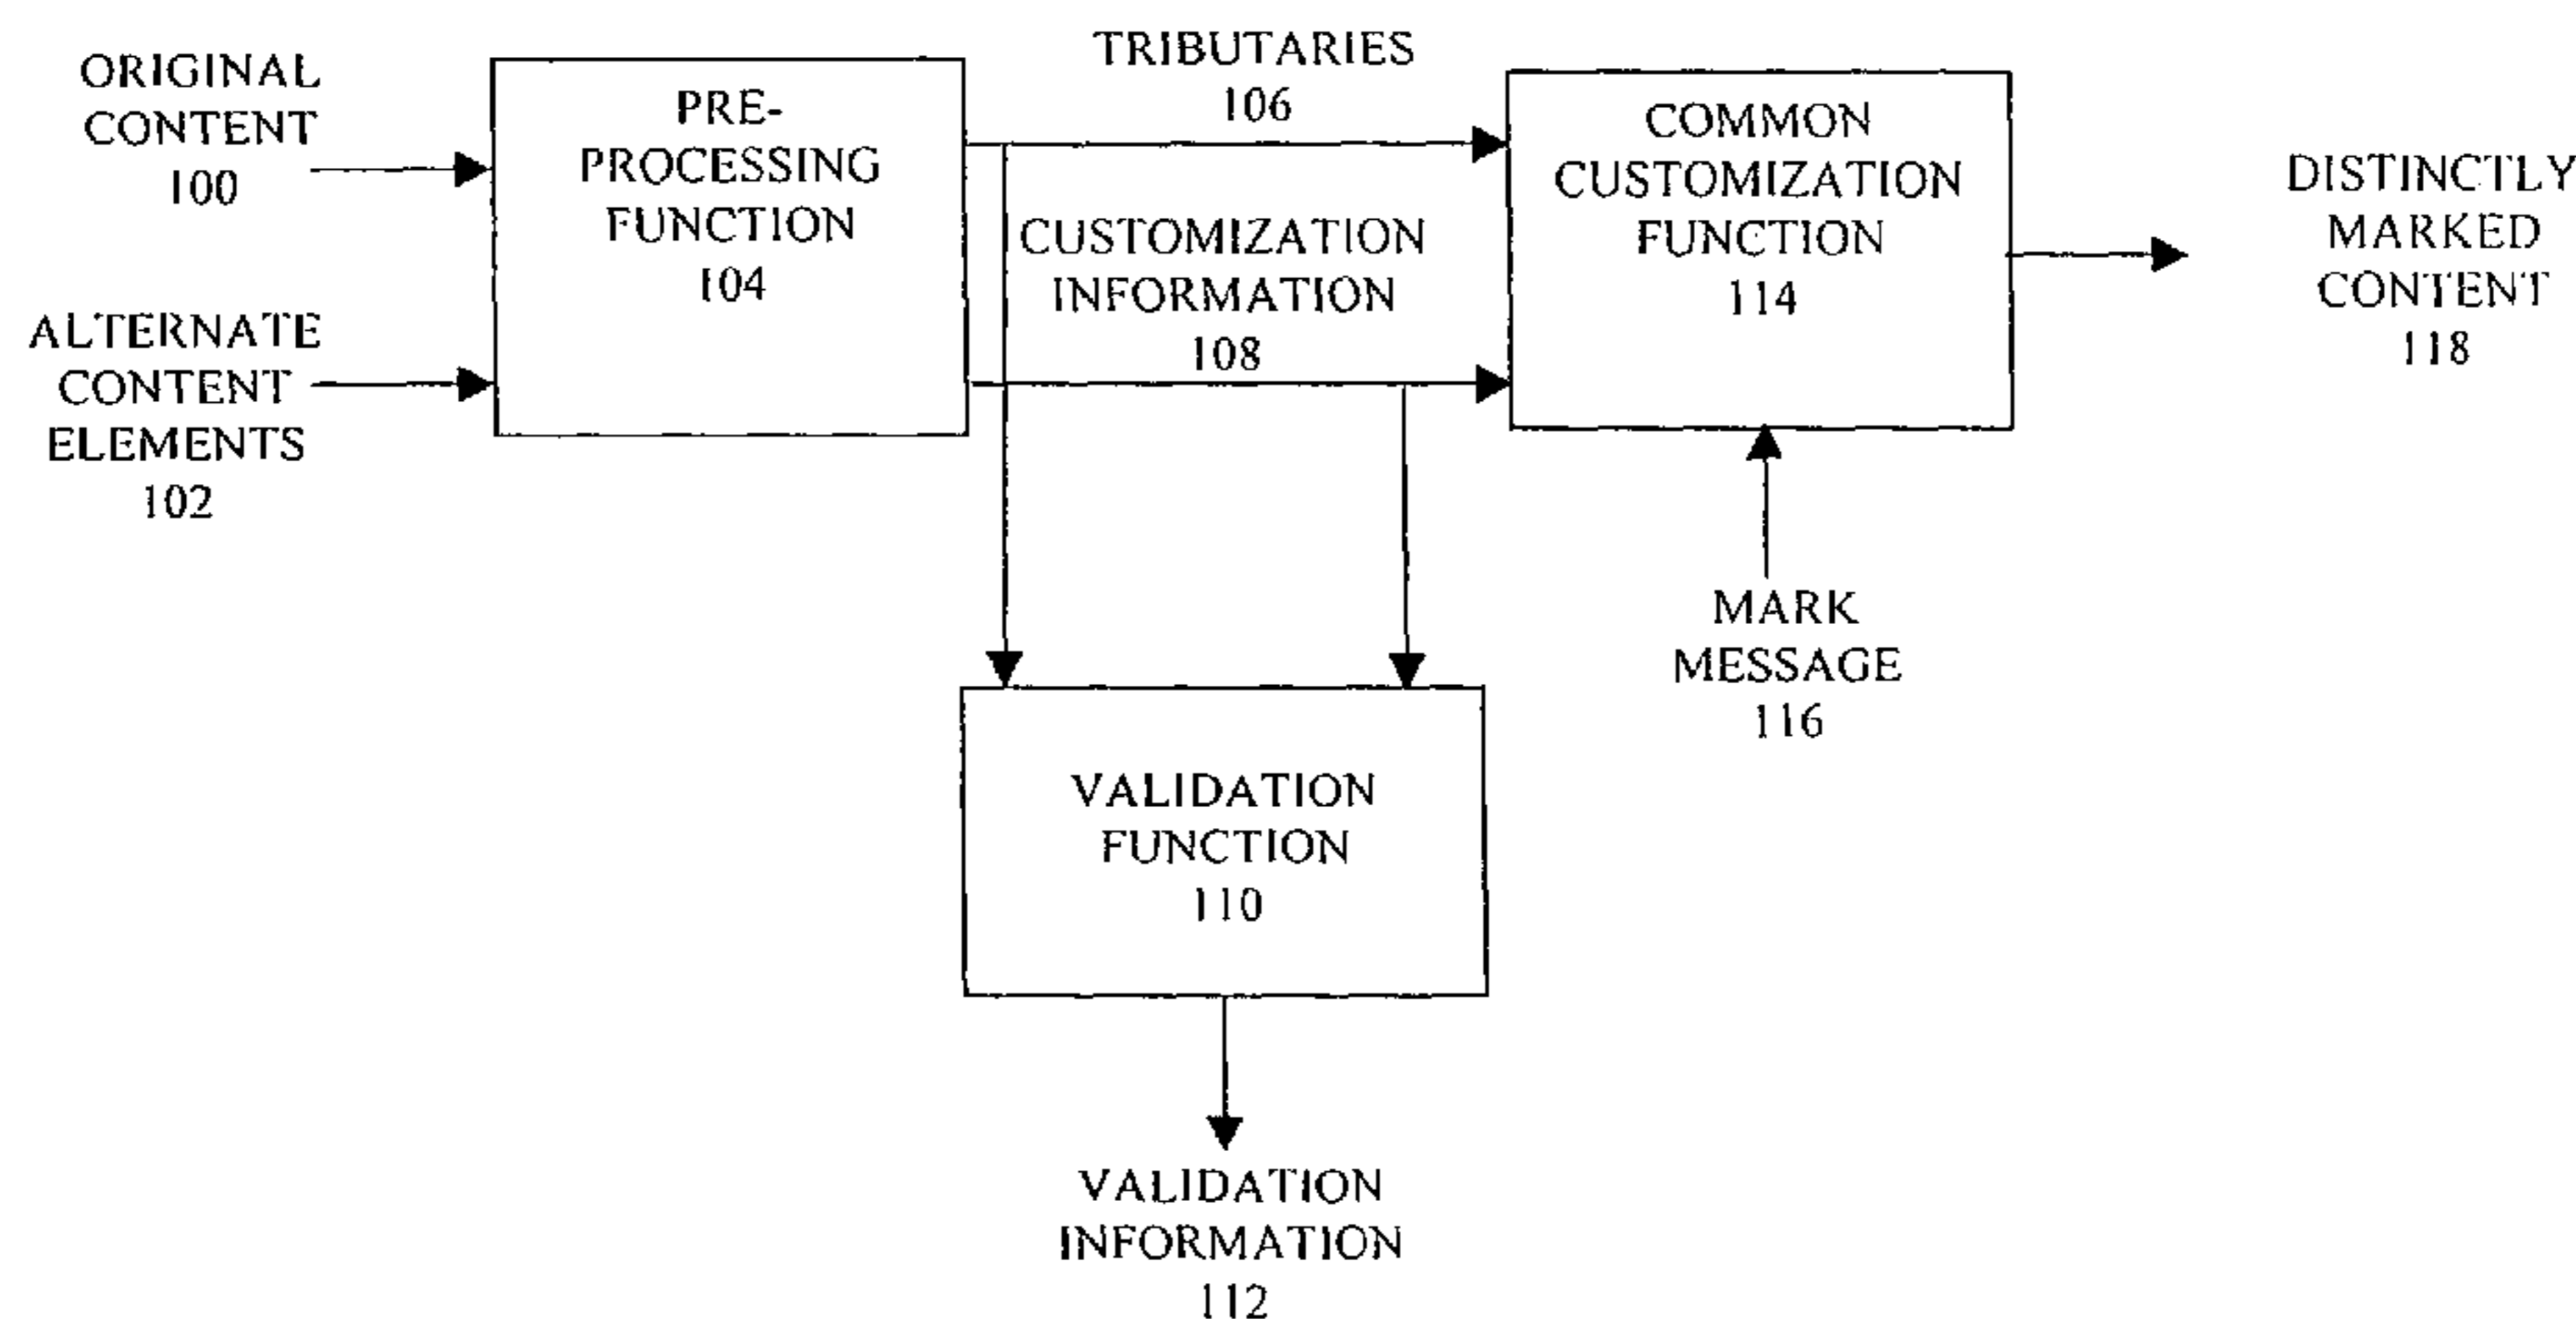 ORIGINAL
CONTENT
100
ALTERNATE
CONTENT
ELEMENTS
102
PRE-
PROCESSING
FUNCTION
104
TRIBUTARIES
106
CUSTOMIZATION
INFORMATION
108
COMMON
CUSTOMIZATION
FUNCTION
114
DISTINCTLY
MARKED
CONTENT
118
MARK
MESSAGE
116
VALIDATION
FUNCTION
110
VALIDATION
INFORMATION
112